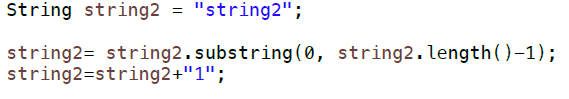 String string2 = "string2";
string2= string2.substring(0, string2.length()-1);
string2=string2+"1";